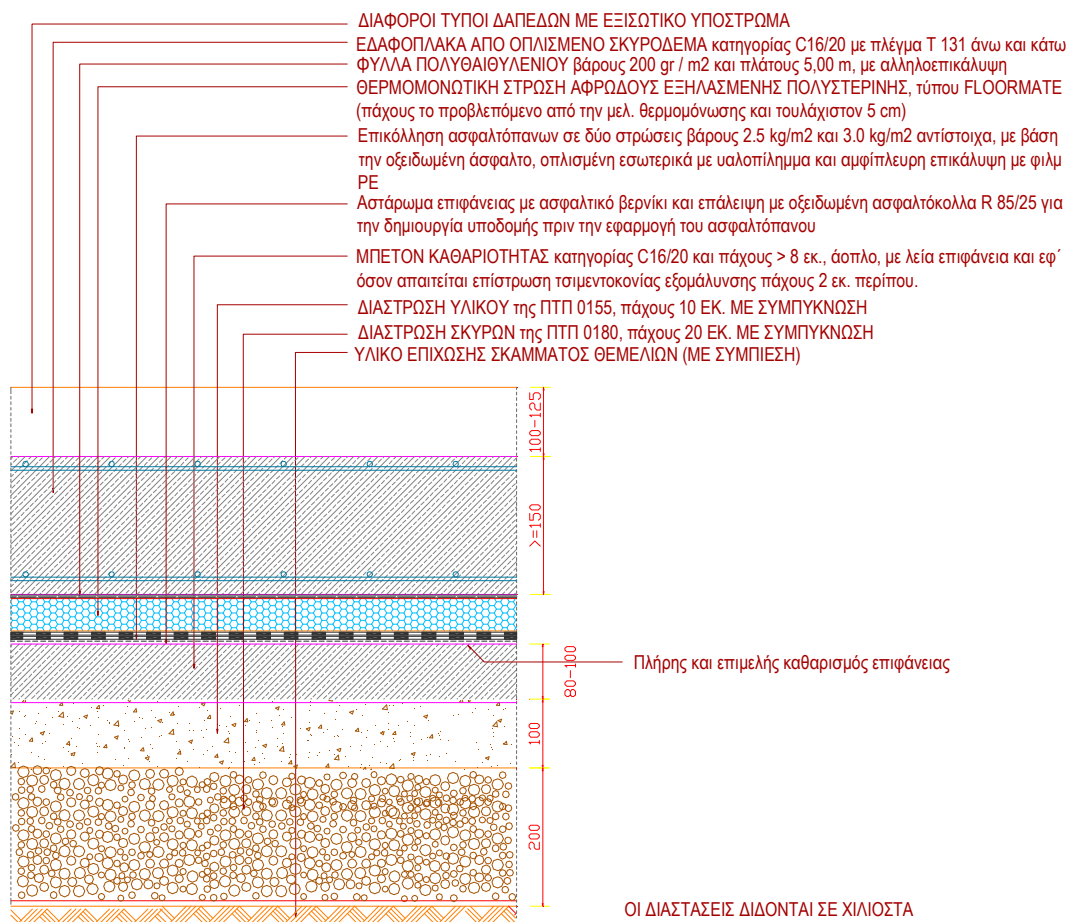 ΔΙΑΦΟΡΟΙ ΤΥΠΟΙ ΔΑΠΕΔΩΝ ΜΕ ΕΞΙΣΩΤΙΚΟ ΥΠΟΣΤΡΩΜΑ
ΕΔΑΦΟΠΛΑΚΑ ΑΠΟ ΟΠΛΙΣΜΕΝΟ ΣΚΥΡΟΔΕΜΑ κατηγορίας C16/20 με πλέγμα Τ 131 άνω και κάτω
ΦΥΛΛΑ ΠΟΛΥΘΑΙΘΥΛΕΝΙΟΥ βάρους 200 gr / m2 και πλάτους 5,00 m, με αλληλοεπικάλυψη
ΘΕΡΜΟΜΟΝΩΤΙΚΗ ΣΤΡΩΣΗ ΑΦΡΩΔΟΥΣ ΕΞΗΛΑΣΜΕΝΗΣ ΠΟΛΥΣΤΕΡΙΝΗΣ, τύπου FLOORMATE
(πάχους το προβλεπόμενο από την μελ. θερμομόνωσης και τουλάχιστον 5 cm)
Επικόλληση ασφαλτόπανων σε δύο στρώσεις βάρους 2.5 kg/m2 και 3.0 kg/m2 αντίστοιχα, με βάση
την οξειδωμένη άσφαλτο, οπλισμένη εσωτερικά με υαλοπίλημμα και αμφίπλευρη επικάλυψη με φιλμ
PE
Αστάρωμα επιφάνειας με ασφαλτικό βερνίκι και επάλειψη με οξειδωμένη ασφαλτόκολλα R 85/25 για
την δημιουργία υποδομής πριν την εφαρμογή του ασφαλτόπανου
ΜΠΕΤΟΝ ΚΑΘΑΡΙΟΤΗΤΑΣ κατηγορίας C16/20 και πάχους > 8 εκ., άοπλο, με λεία επιφάνεια και εφ΄
όσον απαιτείται επίστρωση τσιμεντοκονίας εξομάλυνσης πάχους 2 εκ. περίπου.
ΔΙΑΣΤΡΩΣΗ ΥΛΙΚΟΥ της ΠΤΠ 0155, πάχους 10 ΕΚ. ΜΕ ΣΥΜΠΥΚΝΩΣΗ
ΔΙΑΣΤΡΩΣΗ ΣΚΥΡΩΝ της ΠΤΠ 0180, πάχους 20 ΕΚ. ΜΕ ΣΥΜΠΥΚΝΩΣΗ
ΥΛΙΚΟ ΕΠΙΧΩΣΗΣ ΣΚΑΜΜΑΤΟΣ ΘΕΜΕΛΙΩΝ (ΜΕ ΣΥΜΠΙΕΣΗ)
100-125
>=150
80-100
Πλήρης και επιμελής καθαρισμός επιφάνειας
100
200
ΟΙ ΔΙΑΣΤΑΣΕΙΣ ΔΙΔΟΝΤΑΙ ΣΕ ΧΙΛΙΟΣΤΑ